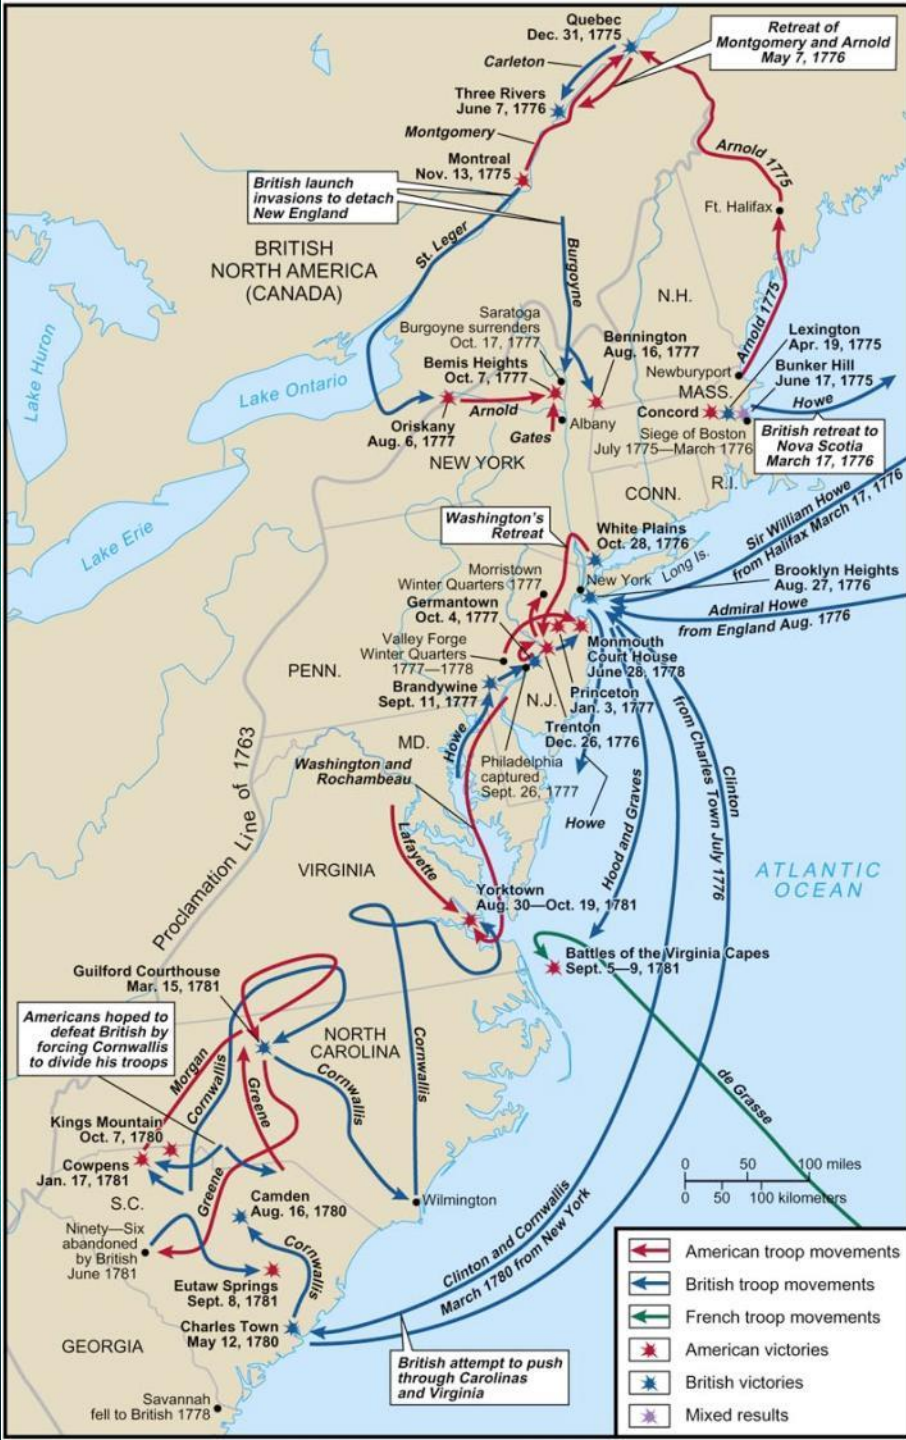 Quebec
Dec. 31, 1775
Retreat of
Montgomery and Arnold
May 7, 1776
Carleton
Three Rivers
June 7, 1776
Montgomery
Montreal
Nov. 13, 1775
Arnold 1775
British launch
invasions to detach
New England
Ft. Halifax
St. Leger
Burgoyne
BRITISH
NORTH AMERICA
(CANADA)
N.H.
Arnold 1775
Saratoga
Burgoyne surrenders
Oct. 17, 1777
Bennington
Aug. 16, 1777
Lexington
Apr. 19, 1775
Lake Huron
Lake Ontario
Bemis Heights
Oct. 7, 1777
Newburyport
Bunker Hill
June 17, 1775
MASS.
Howe
Arnold
Concord
Oriskany
Aug. 6, 1777
Gates
Albany
Siege of Boston
July 1775—March 1776
British retreat to
Nova Scotia
March 17, 1776
NEW YORK
R.I.
CONN.
Lake Erie
Washington's
Retreat
White Plains
Oct. 28, 1776
Sir William Howe
from Halifax March 17, 1776
Long Is.
Morristown
Winter Quarters 1777
New York
Brooklyn Heights
Aug. 27, 1776
Germantown
Oct. 4, 1777
Admiral Howe
from England Aug. 1776
Valley Forge
Winter Quarters
1777—1778
Monmouth
Court House
June 28, 1778
PENN.
Brandywine
Sept. 11, 1777
N.J.
Princeton
Jan. 3, 1777
Trenton
Dec. 26, 1776
MD.
Howe
Washington and
Rochambeau
Philadelphia
captured
Sept. 26, 1777
Howe
Hood and Graves
Clinton
from Charles Town July 1776
Proclamation Line of 1763
Lafayette
VIRGINIA
ATLANTIC
OCEAN
Yorktown
Aug. 30—Oct. 19, 1781
Battles of the Virginia Capes
Sept. 5—9, 1781
Guilford Courthouse
Mar. 15, 1781
Americans hoped to
defeat British by
forcing Cornwallis
to divide his troops
NORTH
CAROLINA
Morgan
Cornwallis
Greene
Cornwallis
Cornwallis
de Grasse
Kings Mountain
Oct. 7, 1780
Cowpens
Jan. 17, 1781
Greene
S.C.
Camden
Aug. 16, 1780
Wilmington
0 50 100 miles
0 50 100 kilometers
Ninety—Six
abandoned
by British
June 1781
Cornwallis
Clinton and Cornwallis
March 1780 from New York
Eutaw Springs
Sept. 8, 1781
Charles Town
May 12, 1780
GEORGIA
British attempt to push
through Carolinas
and Virginia
Savannah
fell to British 1778
American troop movements
British troop movements
French troop movements
American victories
British victories
Mixed results